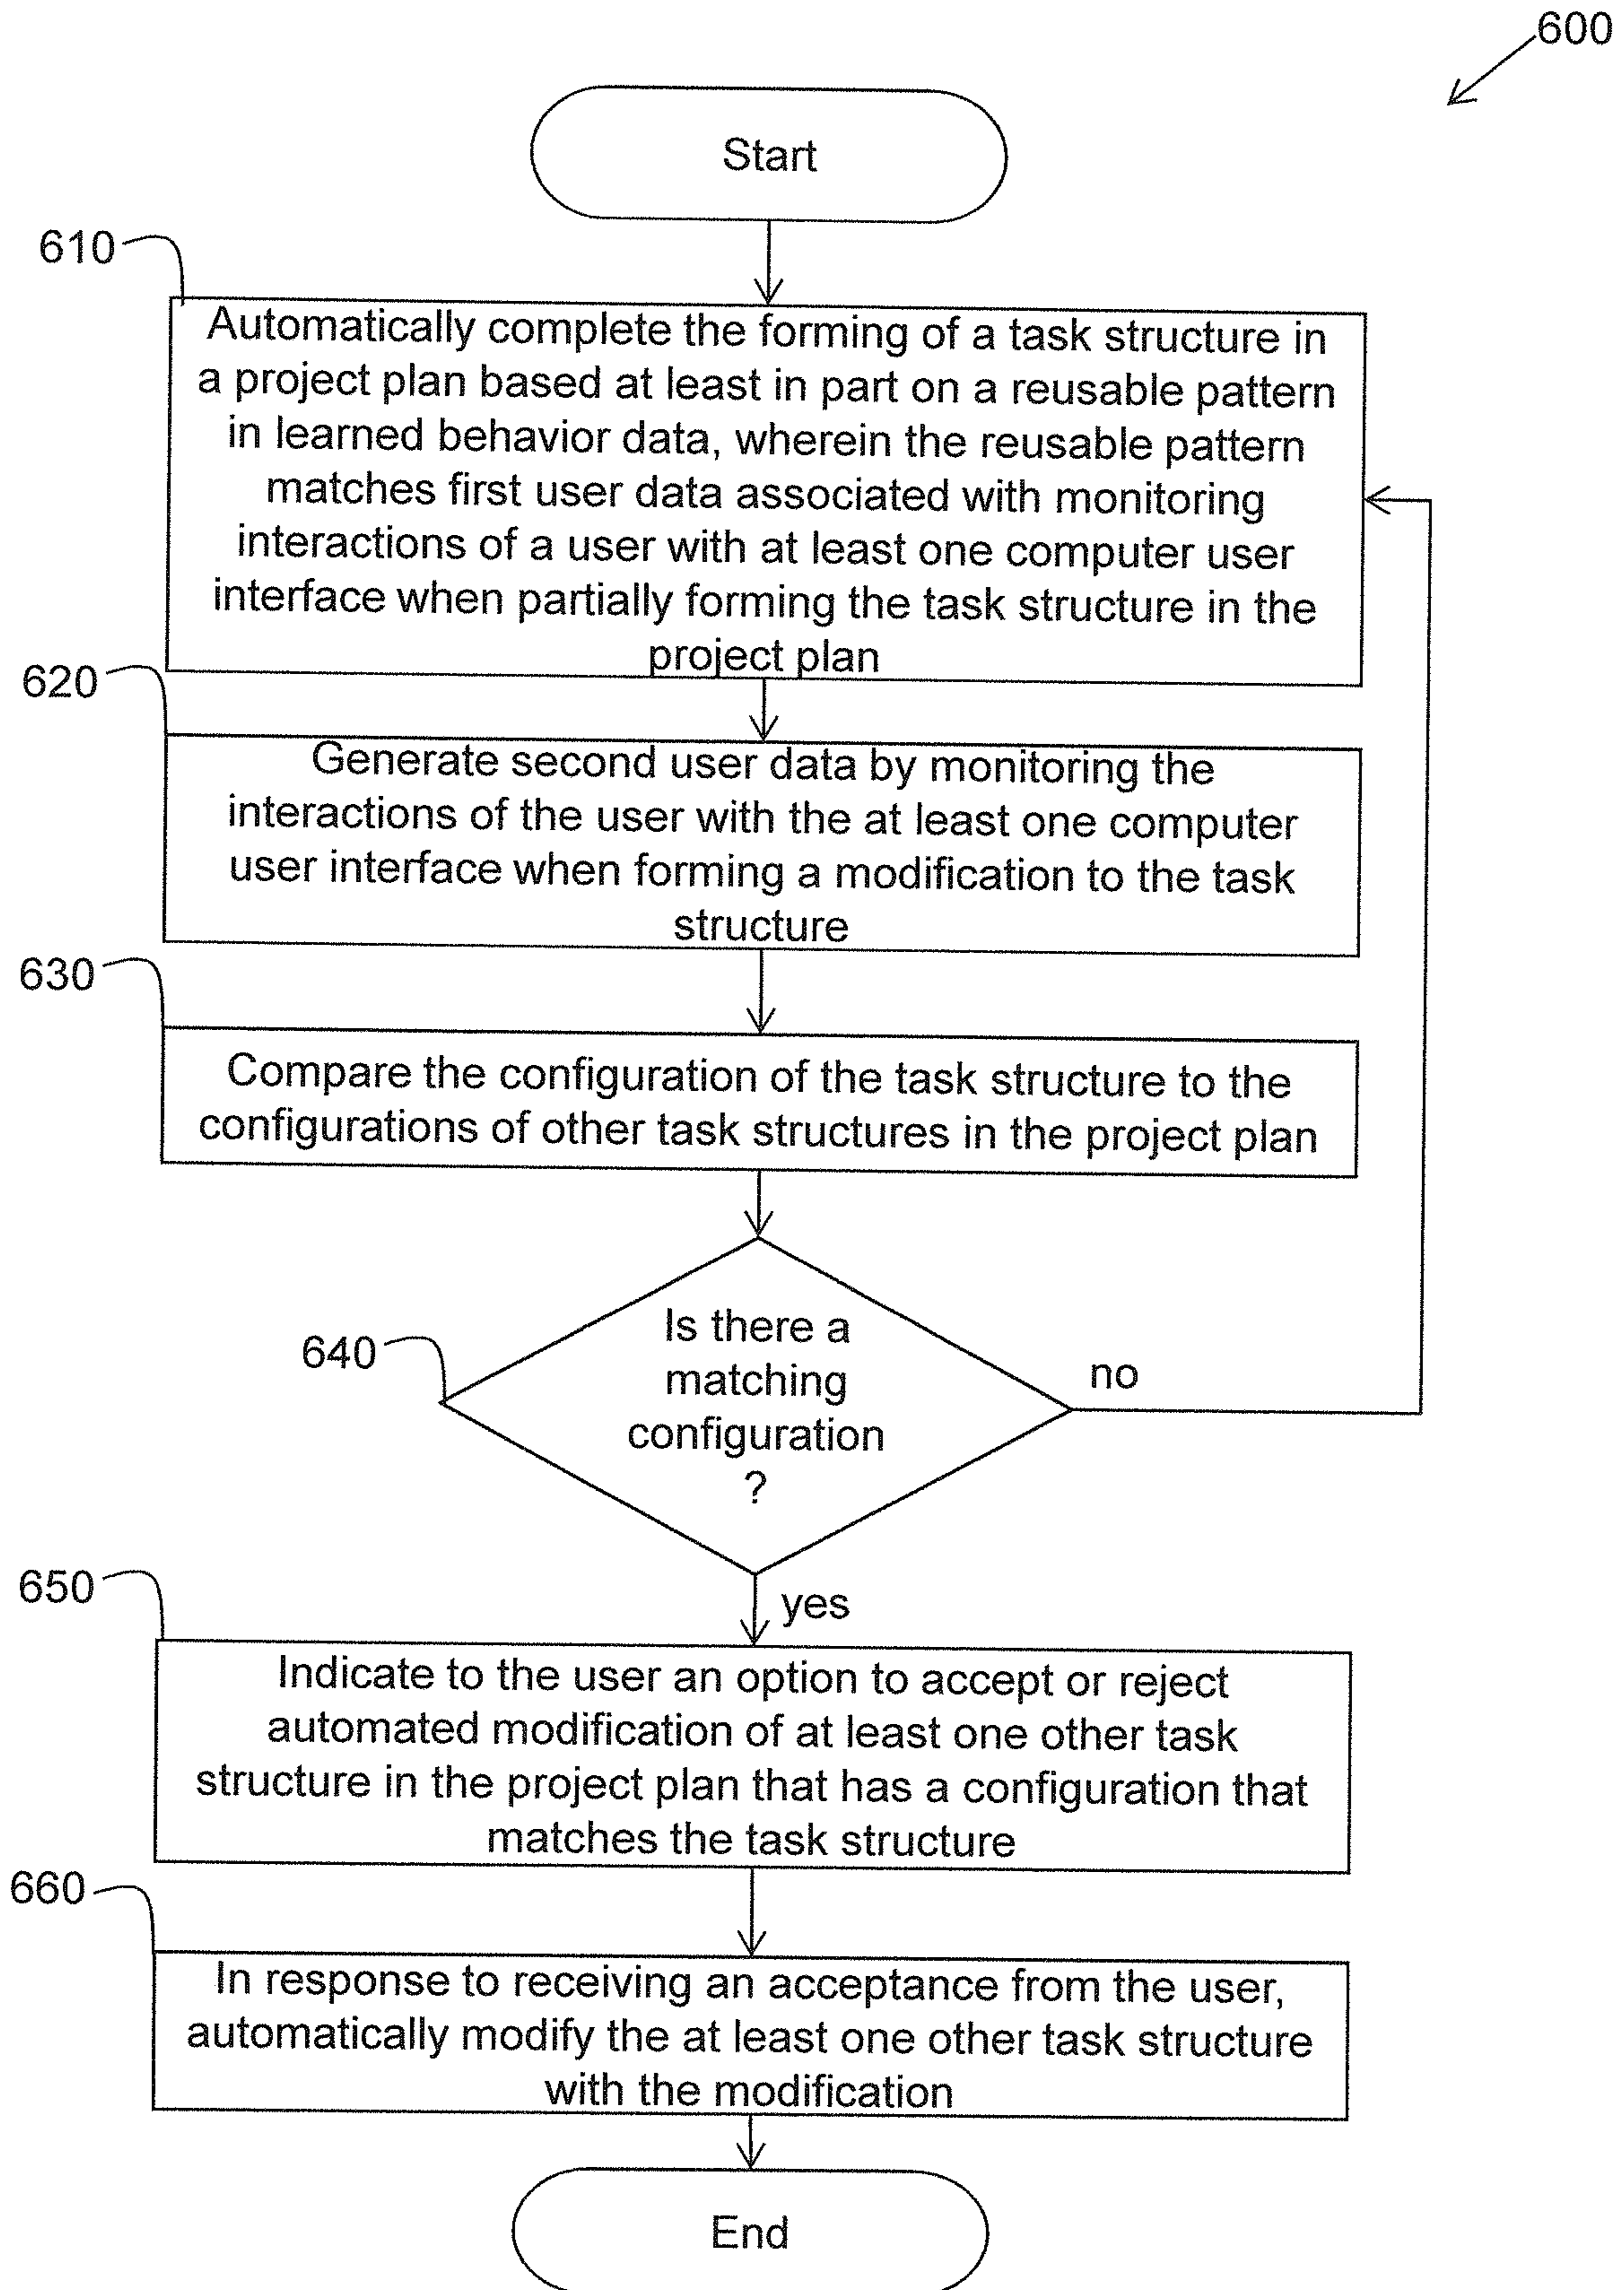 600
Start
610
Automatically complete the forming of a task structure in
a project plan based at least in part on a reusable pattern
in learned behavior data, wherein the reusable pattern
matches first user data associated with monitoring
interactions of a user with at least one computer user
interface when partially forming the task structure in the
project plan
620
Generate second user data by monitoring the
interactions of the user with the at least one computer
user interface when forming a modification to the task
structure
630
Compare the configuration of the task structure to the
configurations of other task structures in the project plan
640
Is there a
matching
configuration
?
no
yes
650
Indicate to the user an option to accept or reject
automated modification of at least one other task
structure in the project plan that has a configuration that
matches the task structure
660
In response to receiving an acceptance from the user,
automatically modify the at least one other task structure
with the modification
End